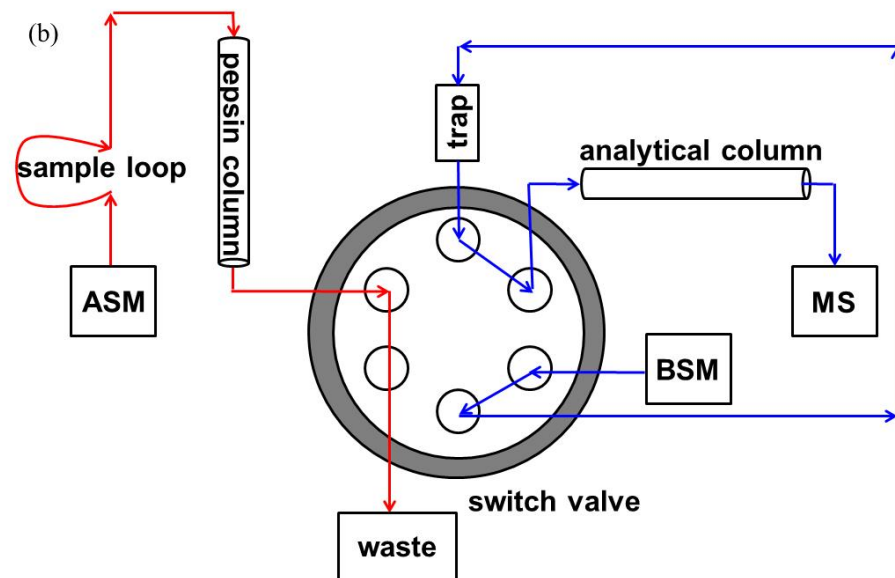 (b)
pepsin column
trap
analytical column
sample loop
ASM
MS
BSM
switch valve
waste